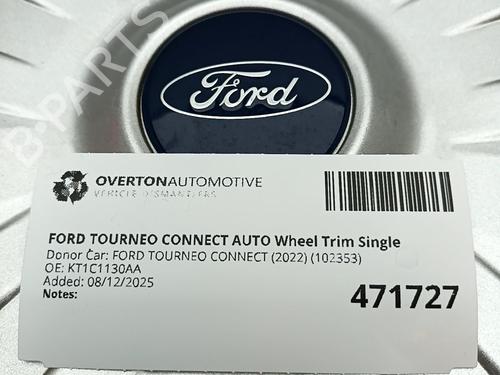 Ford
B-PARTS
OVERTONAUTOMOTIVE
VEHICLE DISMANTLERS
FORD TOURNEO CONNECT AUTO Wheel Trim Single
Donor Car: FORD TOURNEO CONNECT (2022) (102353)
OE: KT1C1130AA
Added: 08/12/2025
Notes:
471727